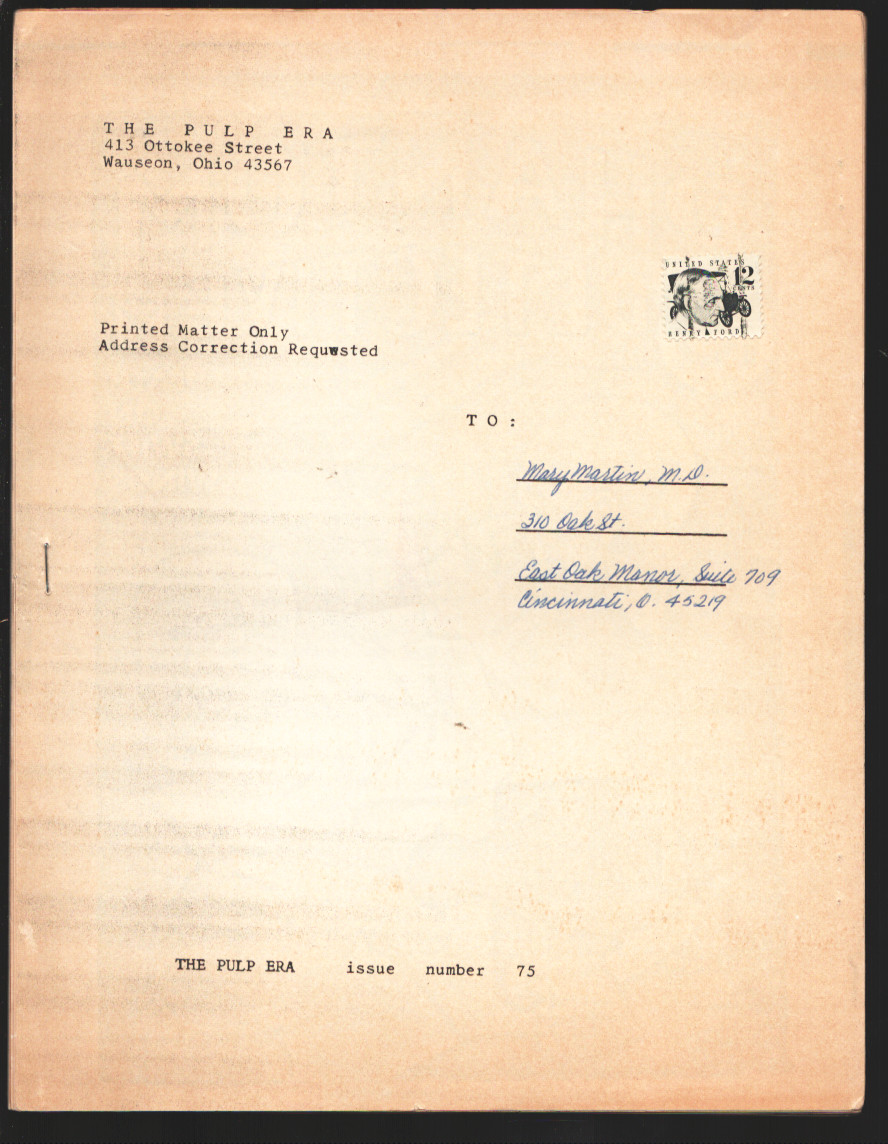 THE PULP ERA
413 Ottokee Street
Wauseon, Ohio 43567
UNITED STATES
12
CENTS
HENRY FORD
Printed Matter Only
Address Correction Requwsted
TO:
Mary Martin, M.D.
310 Oak St.
East Oak Manor, Suite 709
Cincinnati, O. 45219
THE PULP ERA issue number 75